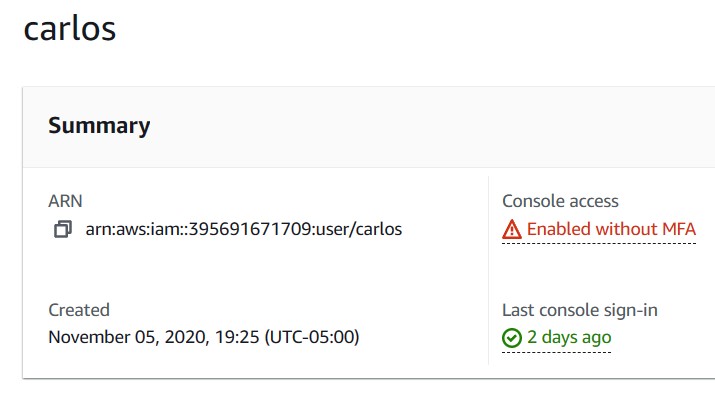 carlos
Summary
ARN
arn:aws:iam::395691671709:user/carlos
Console access
Enabled without MFA
Created
November 05, 2020, 19:25 (UTC-05:00)
Last console sign-in
2 days ago